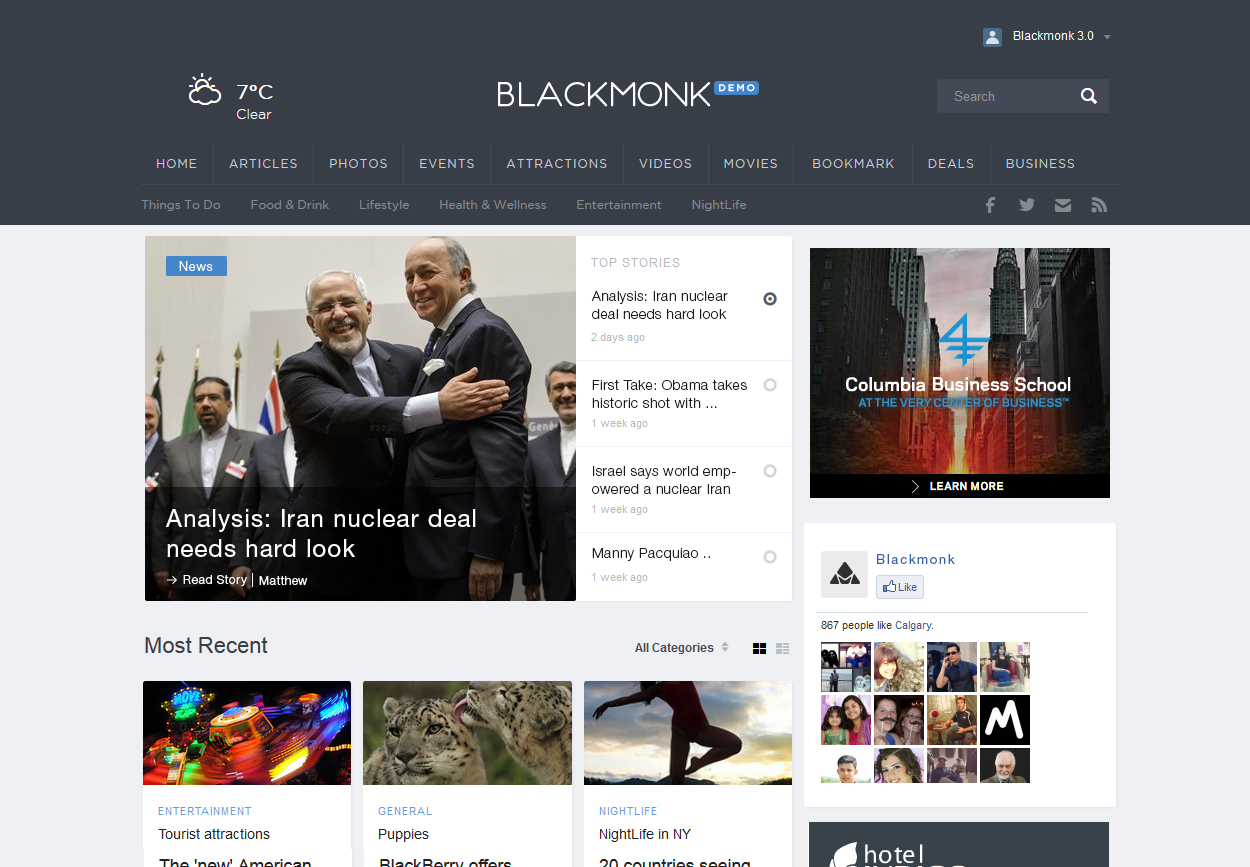 Blackmonk 3.0
7°C
Clear
BLACKMONK DEMO
Search
HOME ARTICLES PHOTOS EVENTS ATTRACTIONS VIDEOS MOVIES BOOKMARK DEALS BUSINESS
Things To Do Food & Drink Lifestyle Health & Wellness Entertainment NightLife
News
Genè
Analysis: Iran nuclear deal
needs hard look
Read Story | Matthew
TOP STORIES
Analysis: Iran nuclear
deal needs hard look
2 days ago
First Take: Obama takes
historic shot with ...
1 week ago
Israel says world emp-
owered a nuclear Iran
1 week ago
Manny Pacquiao ..
1 week ago
Columbia Business School
AT THE VERY CENTER OF BUSINESS™
LEARN MORE
Blackmonk
Like
867 people like Calgary.
M
Most Recent
All Categories
MOVE
ENTERTAINMENT
Tourist attractions
The 'new' American
GENERAL
Puppies
BlackBerry offers
NIGHTLIFE
NightLife in NY
20 countries seeing
hotel